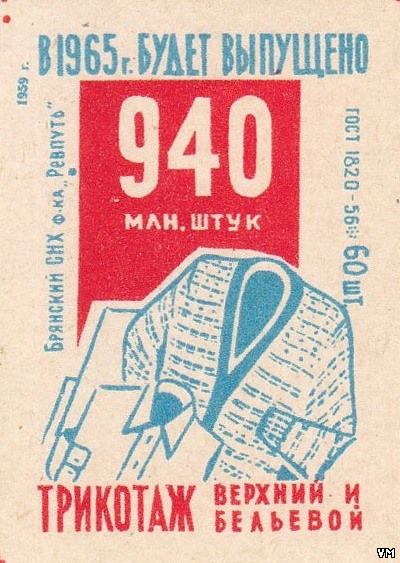 В 1965 г. БУДЕТ ВЫПУЩЕНО
1959 г.
940
МЛН. ШТУК
БРЯНСКИЙ СНХ Ф-КА „РЕВПУТЬ"
ГОСТ 1820-56 60 ШТ.
ТРИКОТАЖ ВЕРХНИЙ И
БЕЛЬЕВОЙ
VM